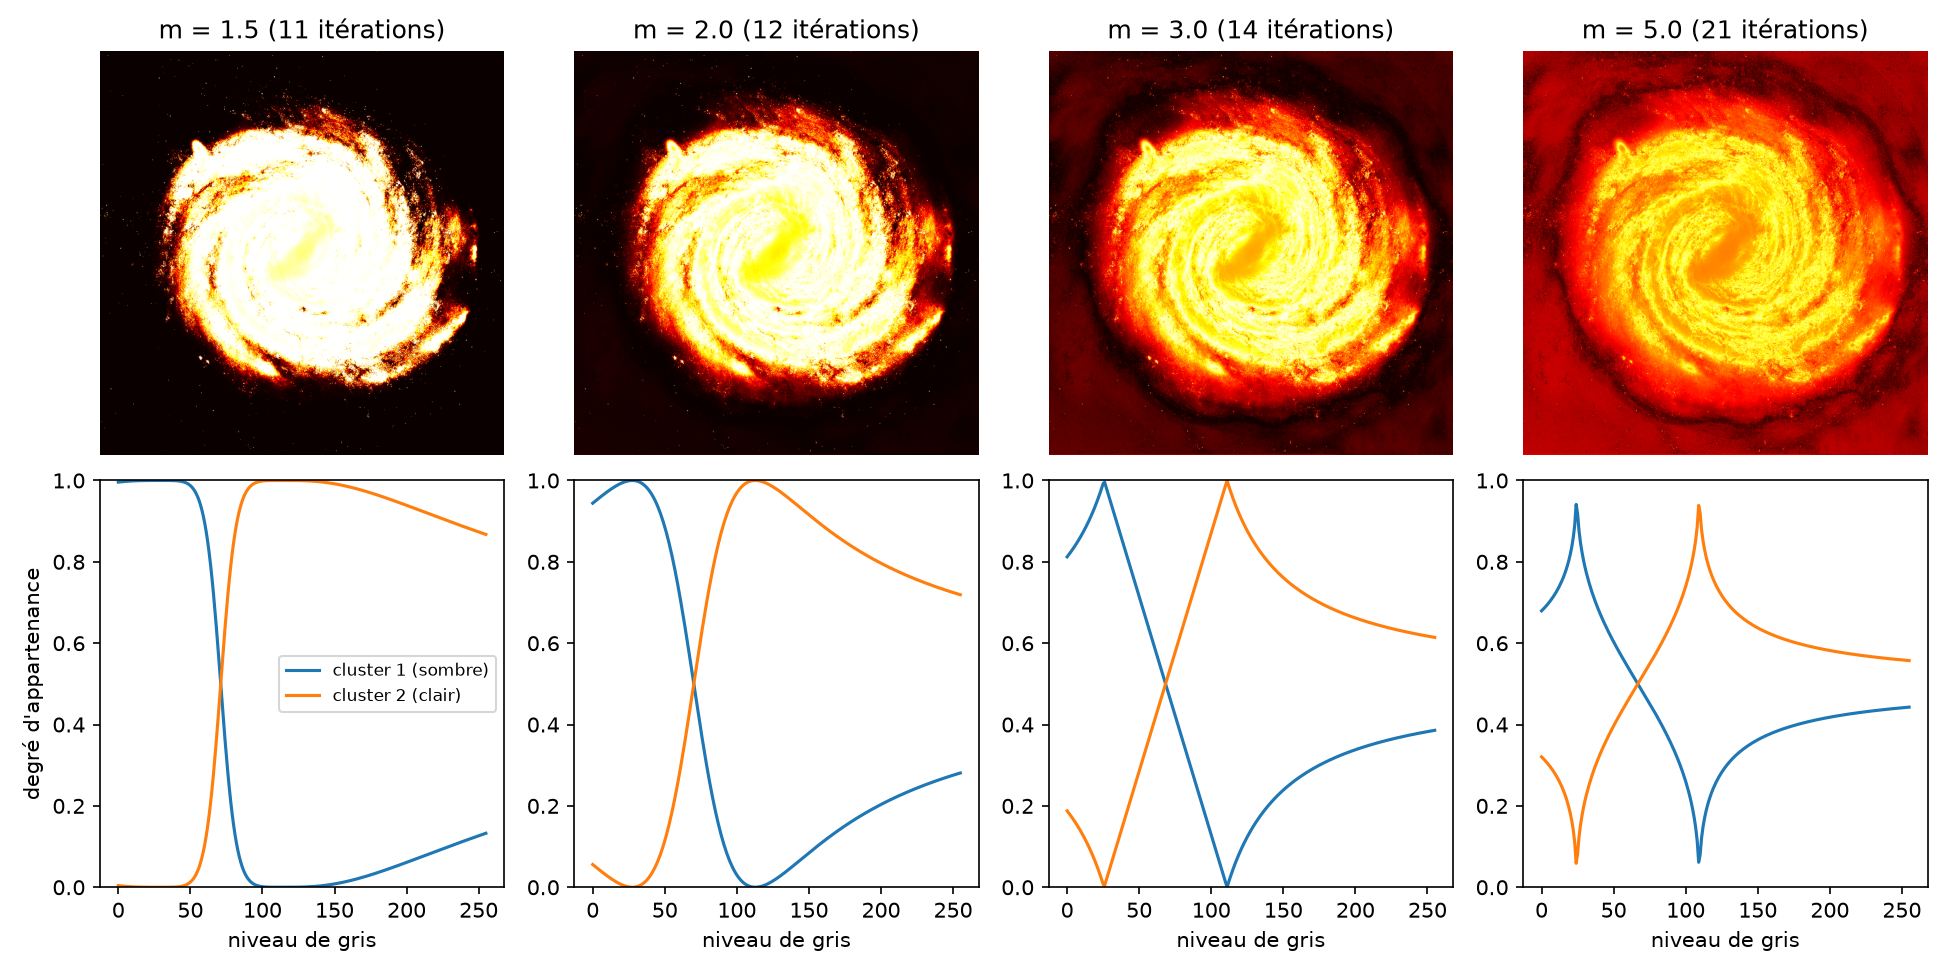 m = 1.5 (11 itérations)
m = 2.0 (12 itérations)
m = 3.0 (14 itérations)
m = 5.0 (21 itérations)
degré d'appartenance
1.0
0.8
0.6
0.4
0.2
0.0
cluster 1 (sombre)
cluster 2 (clair)
0 50 100 150 200 250
niveau de gris
1.0
0.8
0.6
0.4
0.2
0.0
0 50 100 150 200 250
niveau de gris
1.0
0.8
0.6
0.4
0.2
0.0
0 50 100 150 200 250
niveau de gris
1.0
0.8
0.6
0.4
0.2
0.0
0 50 100 150 200 250
niveau de gris